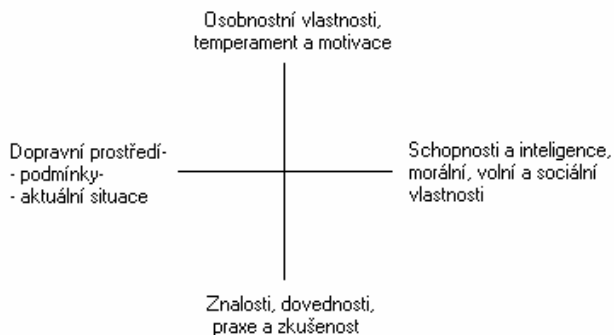 Osobnostní vlastnosti,
temperament a motivace
Dopravní prostředí-
- podmínky-
- aktuální situace
Schopnosti a inteligence,
morální, volní a sociální
vlastnosti
Znalosti, dovednosti,
praxe a zkušenost